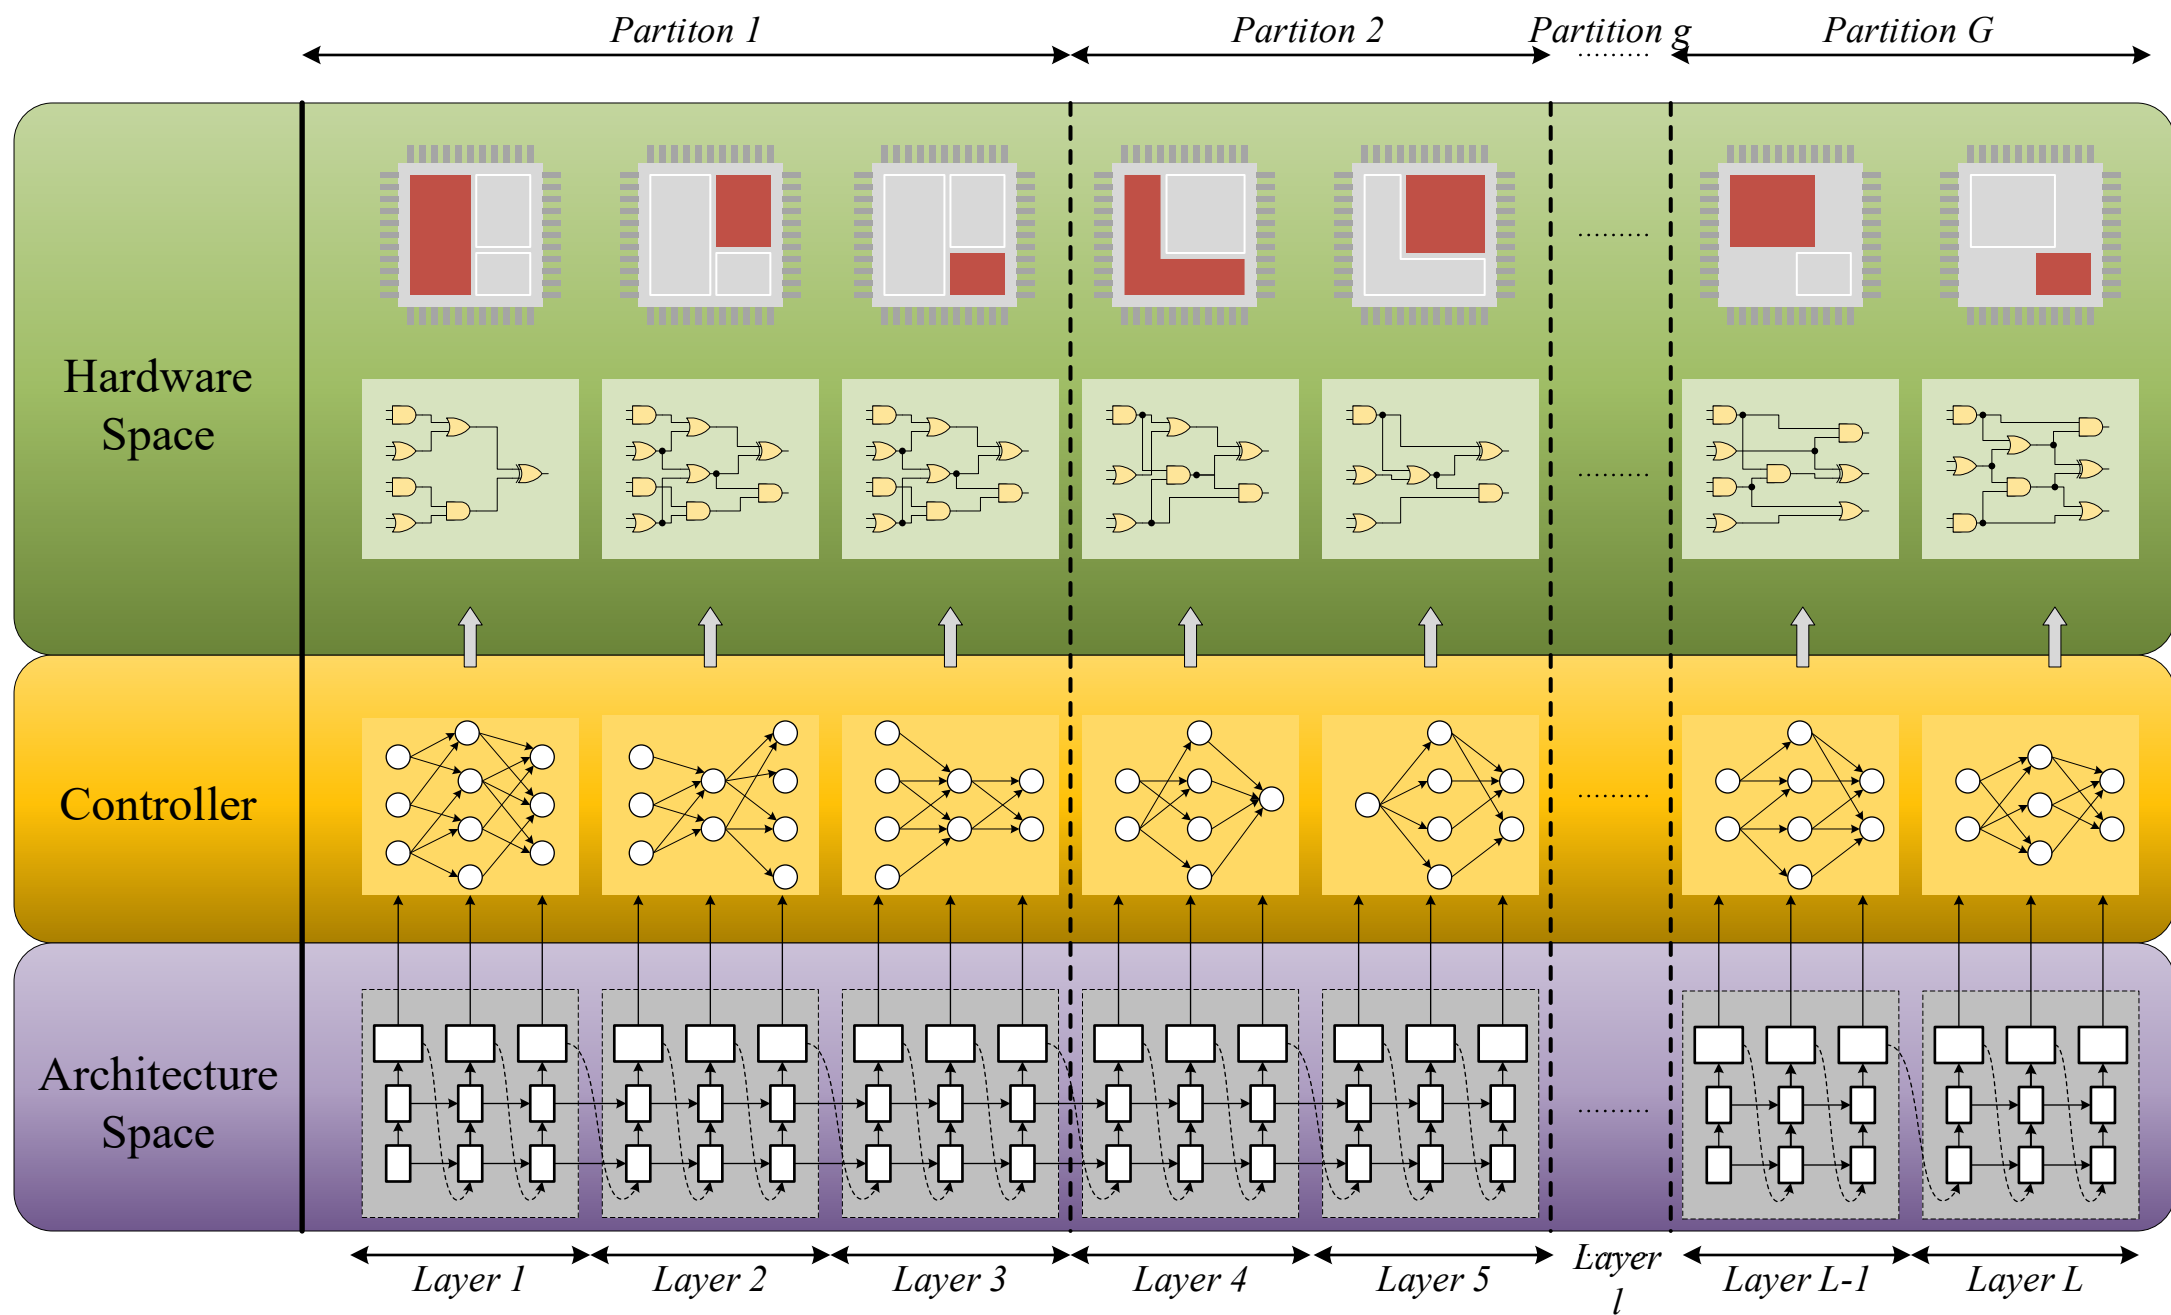 Partiton 1
Partiton 2
Partition g
Partition G
Hardware
Space
Controller
Architecture
Space
Layer 1
Layer 2
Layer 3
Layer 4
Layer 5
Layer
l
Layer L-1
Layer L